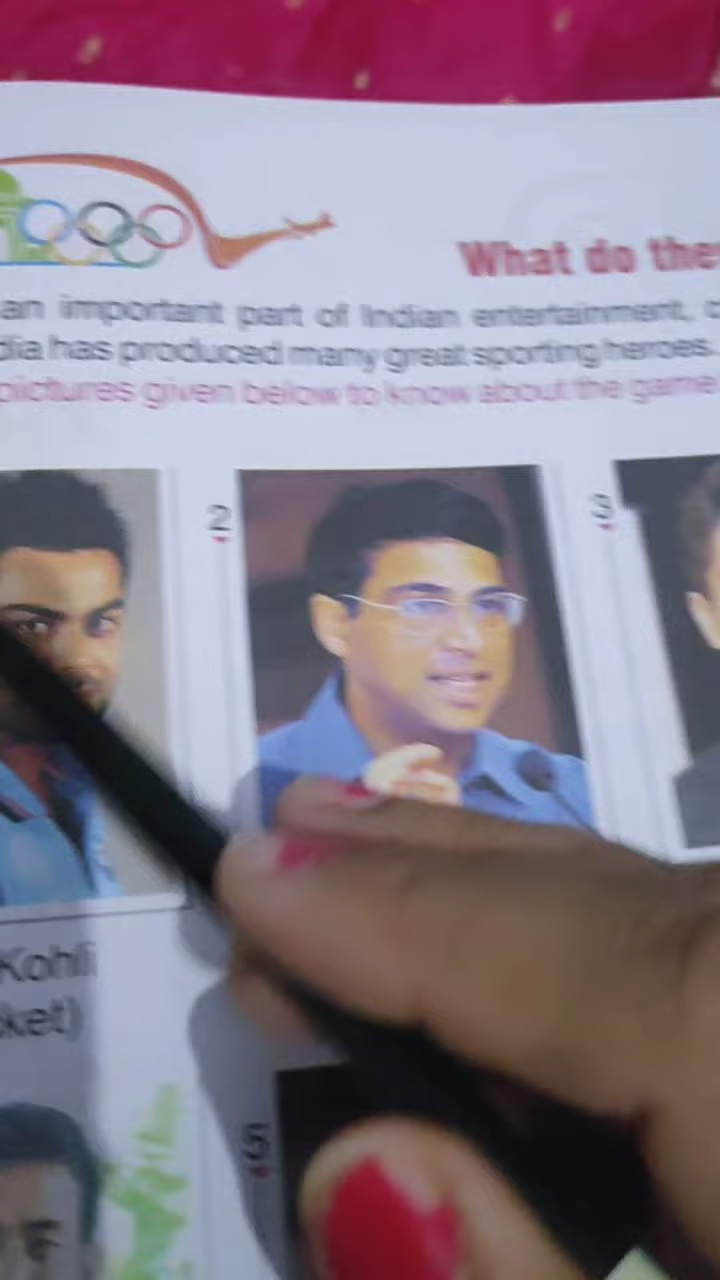 What do the
an important part of Indian entertainment,
dia has produced many great sporting heroes.
pictures given below to know about the game
2
3
Kohli
ket)
5